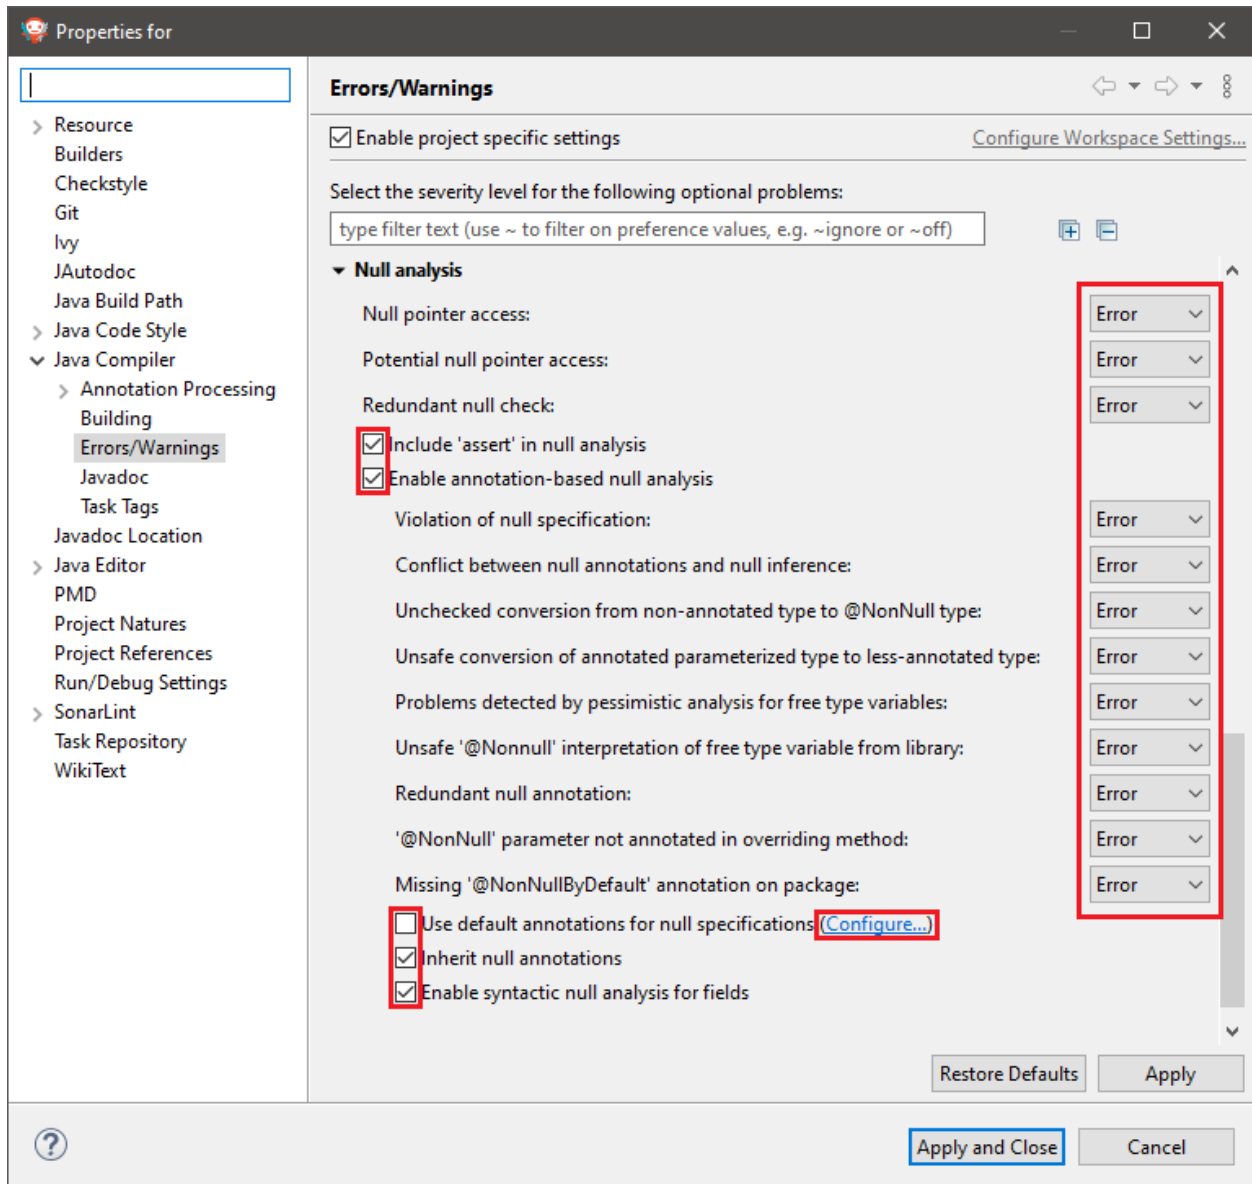 Properties for
Resource
Builders
Checkstyle
Git
Ivy
JAutodoc
Java Build Path
Java Code Style
Java Compiler
Annotation Processing
Building
Errors/Warnings
Javadoc
Task Tags
Javadoc Location
Java Editor
PMD
Project Natures
Project References
Run/Debug Settings
SonarLint
Task Repository
WikiText
Errors/Warnings
Enable project specific settings
Configure Workspace Settings...
Select the severity level for the following optional problems:
type filter text (use ~ to filter on preference values, e.g. ~ignore or ~off)
Null analysis
Null pointer access: Error
Potential null pointer access: Error
Redundant null check: Error
Include 'assert' in null analysis
Enable annotation-based null analysis
Violation of null specification: Error
Conflict between null annotations and null inference: Error
Unchecked conversion from non-annotated type to @NonNull type: Error
Unsafe conversion of annotated parameterized type to less-annotated type: Error
Problems detected by pessimistic analysis for free type variables: Error
Unsafe '@Nonnull' interpretation of free type variable from library: Error
Redundant null annotation: Error
'@NonNull' parameter not annotated in overriding method: Error
Missing '@NonNullByDefault' annotation on package: Error
Use default annotations for null specifications (Configure...)
Inherit null annotations
Enable syntactic null analysis for fields
Restore Defaults
Apply
?
Apply and Close
Cancel